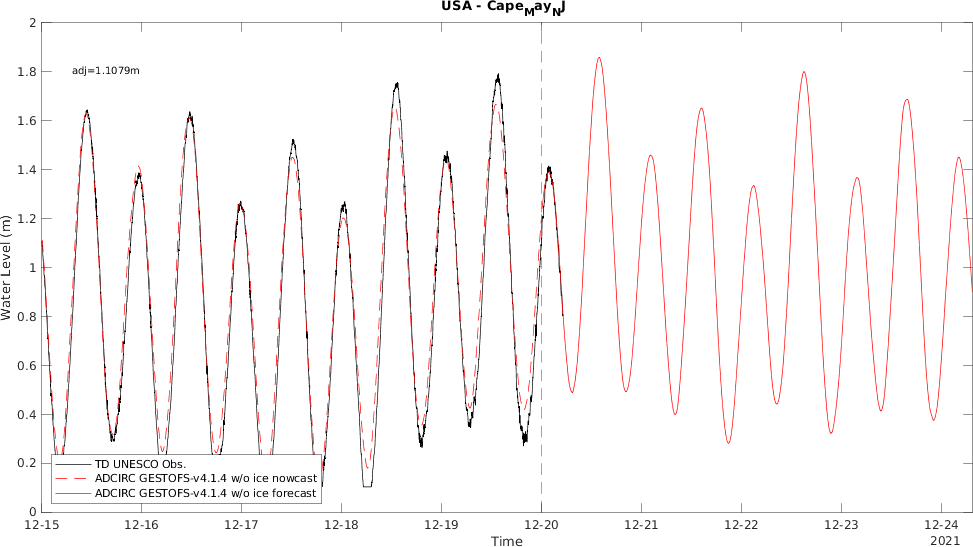 USA - CapeMayNJ
2
1.8
adj=1.1079m
1.6
1.4
1.2
1
0.8
0.6
0.4
0.2
0
Water Level (m)
TD UNESCO Obs.
ADCIRC GESTOFS-v4.1.4 w/o ice nowcast
ADCIRC GESTOFS-v4.1.4 w/o ice forecast
12-15 12-16 12-17 12-18 12-19 12-20 12-21 12-22 12-23 12-24
Time
2021